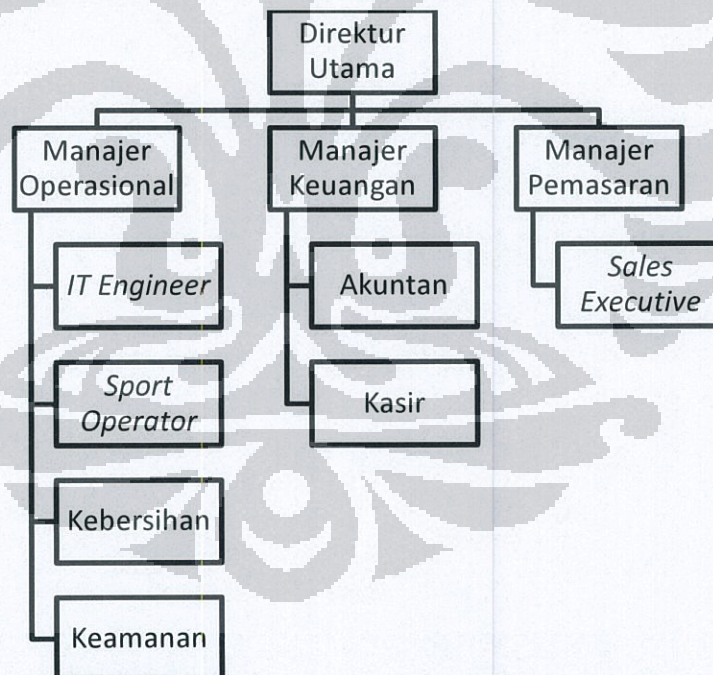 Direktur
Utama
Manajer
Operasional
Manajer
Keuangan
Manajer
Pemasaran
IT Engineer
Akuntan
Sales
Executive
Sport
Operator
Kasir
Kebersihan
Keamanan